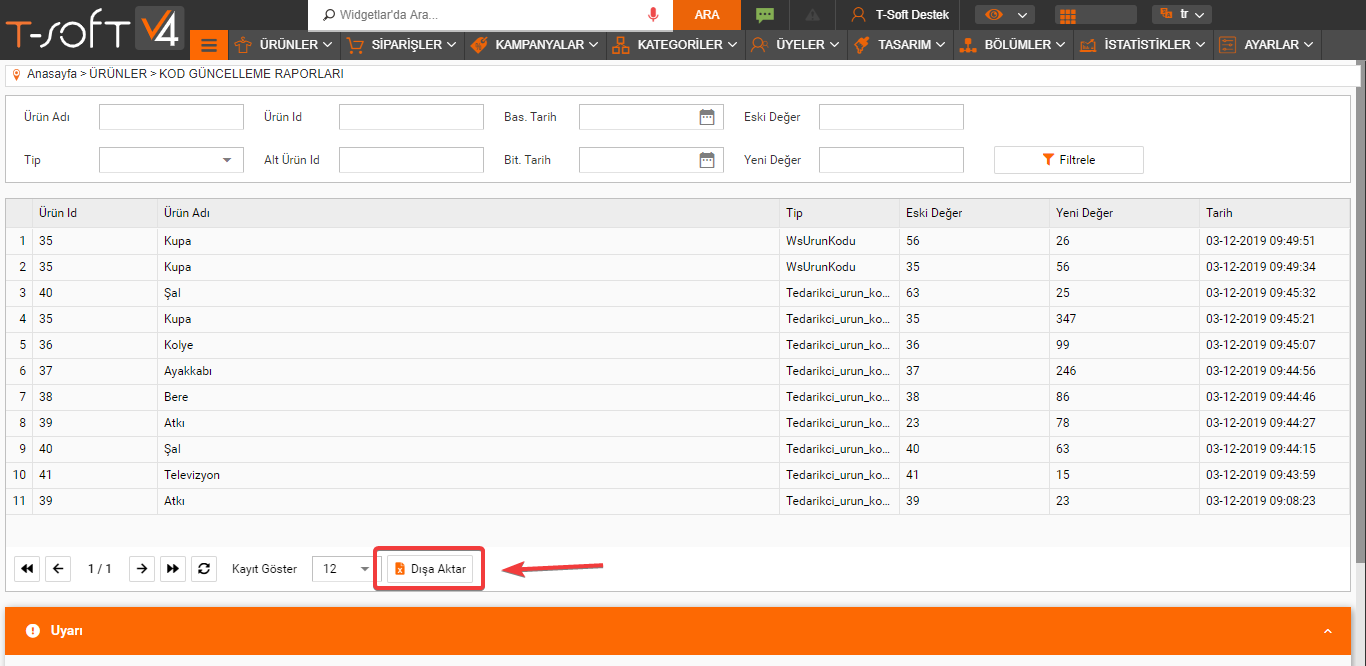 T-SOFT V4
Widgetlar'da Ara...
ARA
T-Soft Destek
tr
ÜRÜNLER
SİPARİŞLER
KAMPANYALAR
KATEGORİLER
ÜYELER
TASARIM
BÖLÜMLER
İSTATİSTİKLER
AYARLAR
Anasayfa > ÜRÜNLER > KOD GÜNCELLEME RAPORLARI
Ürün Adı
Ürün Id
Bas. Tarih
Eski Değer
Tip
Alt Ürün Id
Bit. Tarih
Yeni Değer
Filtrele
Ürün Id Ürün Adı Tip Eski Değer Yeni Değer Tarih
1 35 Kupa WsUrunKodu 56 26 03-12-2019 09:49:51
2 35 Kupa WsUrunKodu 35 56 03-12-2019 09:49:34
3 40 Şal Tedarikci_urun_ko... 63 25 03-12-2019 09:45:32
4 35 Kupa Tedarikci_urun_ko... 35 347 03-12-2019 09:45:21
5 36 Kolye Tedarikci_urun_ko... 36 99 03-12-2019 09:45:07
6 37 Ayakkabı Tedarikci_urun_ko... 37 246 03-12-2019 09:44:56
7 38 Bere Tedarikci_urun_ko... 38 86 03-12-2019 09:44:46
8 39 Atkı Tedarikci_urun_ko... 23 78 03-12-2019 09:44:27
9 40 Şal Tedarikci_urun_ko... 40 63 03-12-2019 09:44:15
10 41 Televizyon Tedarikci_urun_ko... 41 15 03-12-2019 09:43:59
11 39 Atkı Tedarikci_urun_ko... 39 23 03-12-2019 09:08:23
1 / 1
Kayıt Göster
12
Dışa Aktar
Uyarı